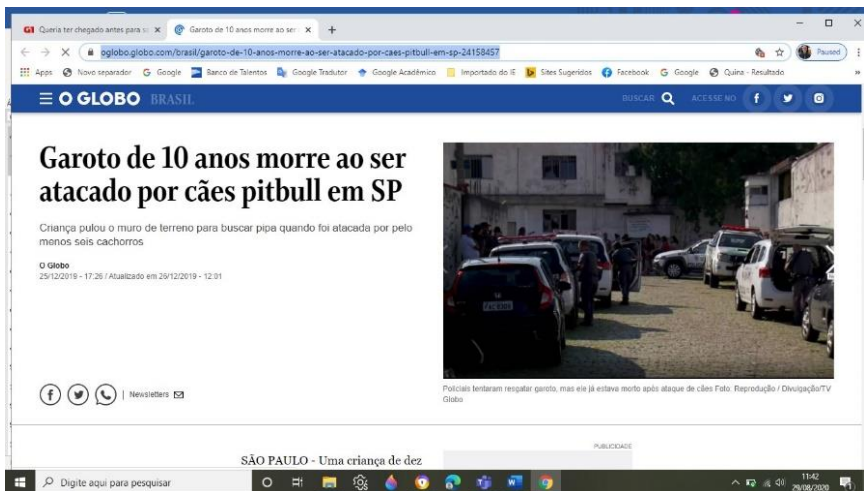 G1 Queria ter chegado antes para s
Garoto de 10 anos morre ao ser
oglobo.globo.com/brasil/garoto-de-10-anos-morre-ao-ser-atacado-por-caes-pitbull-em-sp-24158457
Paused
Apps Novo separador Google Banco de Talentos Google Tradutor Google Acadêmico Importado do IE Sites Sugeridos Facebook Google Quina - Resultado
O GLOBO BRASIL BUSCAR ACESSE NO
Garoto de 10 anos morre ao ser
atacado por cães pitbull em SP
Criança pulou o muro de terreno para buscar pipa quando foi atacada por pelo
menos seis cachorros
O Globo
25/12/2019 - 17:26 / Atualizado em 26/12/2019 - 12:01
Newsletters
Policiais tentaram resgatar garoto, mas ele já estava morto após ataque de cães Foto: Reprodução / Divulgação/TV
Globo
PUBLICIDADE
SÃO PAULO - Uma criança de dez
Digite aqui para pesquisar
11:42
29/08/2020